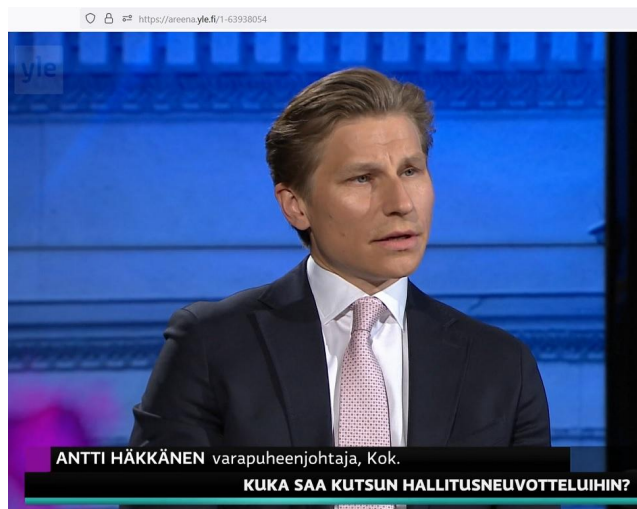 https://areena.yle.fi/1-63938054
yle
ANTTI HÄKKÄNEN varapuheenjohtaja, Kok.
KUKA SAA KUTSUN HALLITUSNEUVOTTELUIHIN?